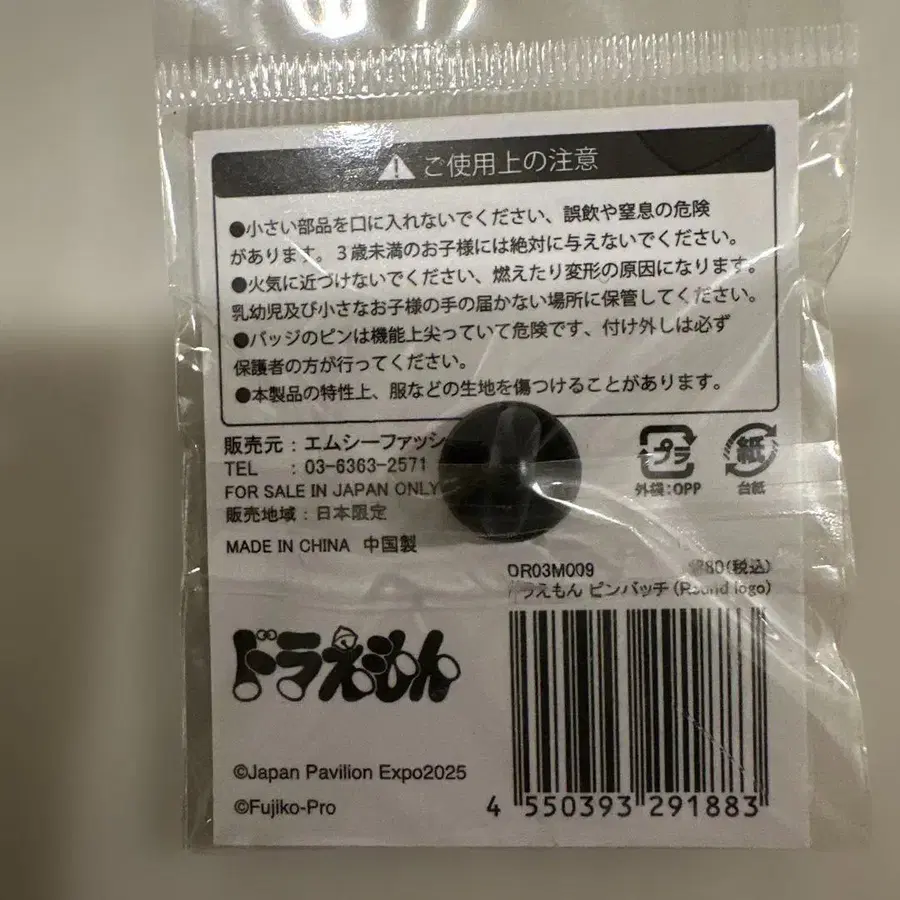 ご使用上の注意
●小さい部品を口に入れないでください、誤飲や窒息の危険
があります。3歳未満のお子様には絶対に与えないでください。
●火気に近づけないでください、燃えたり変形の原因になります。
乳幼児及び小さなお子様の手の届かない場所に保管してください。
●バッジのピンは機能上尖っていて危険です、付け外しは必ず
保護者の方が行ってください。
●本製品の特性上、服などの生地を傷つけることがあります。
販売元：エムシーファッシ
TEL ：03-6363-2571
FOR SALE IN JAPAN ONLY
販売地域：日本限定
MADE IN CHINA 中国製
プラ
外袋:OPP
紙
台紙
DR03M009
80(税込)
ドラえもん ピンバッチ (Round logo)
ドラえもん
©Japan Pavilion Expo2025
©Fujiko-Pro
4 550393 291883